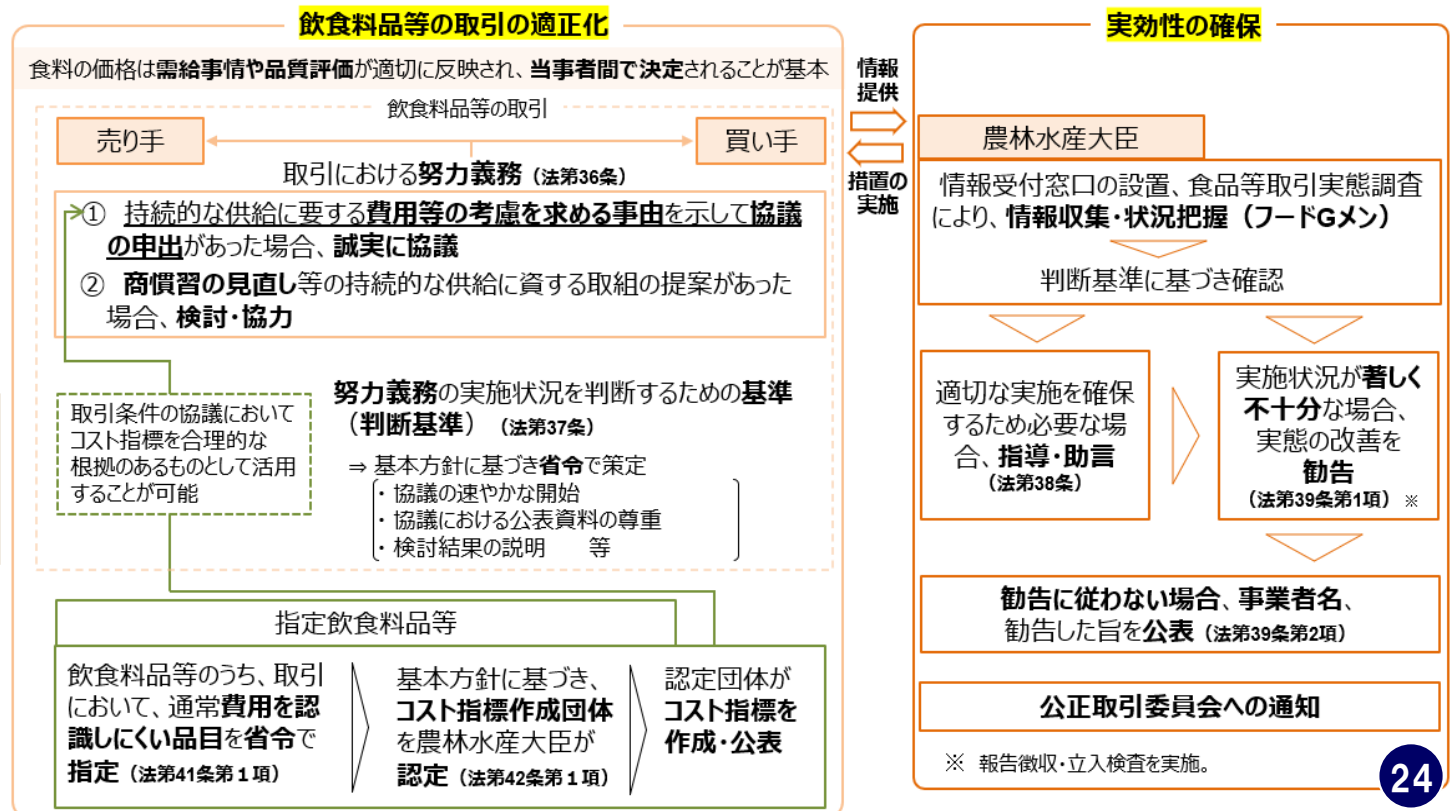 飲食料品等の取引の適正化
食料の価格は需給事情や品質評価が適切に反映され、当事者間で決定されることが基本
飲食料品等の取引
売り手
買い手
取引における努力義務（法第36条）
① 持続的な供給に要する費用等の考慮を求める事由を示して協議
の申出があった場合、誠実に協議
② 商慣習の見直し等の持続的な供給に資する取組の提案があった
場合、検討・協力
取引条件の協議において
コスト指標を合理的な
根拠のあるものとして活用
することが可能
努力義務の実施状況を判断するための基準
（判断基準）（法第37条）
⇒ 基本方針に基づき省令で策定
・協議の速やかな開始
・協議における公表資料の尊重
・検討結果の説明　等
指定飲食料品等
飲食料品等のうち、取引
において、通常費用を認
識しにくい品目を省令で
指定（法第41条第１項）
基本方針に基づき、
コスト指標作成団体
を農林水産大臣が
認定（法第42条第１項）
認定団体が
コスト指標を
作成・公表
情報
提供
措置の
実施
実効性の確保
農林水産大臣
情報受付窓口の設置、食品等取引実態調査
により、情報収集・状況把握（フードGメン）
判断基準に基づき確認
適切な実施を確保
するため必要な場
合、指導・助言
（法第38条）
実施状況が著しく
不十分な場合、
実態の改善を
勧告
（法第39条第1項）※
勧告に従わない場合、事業者名、
勧告した旨を公表（法第39条第2項）
公正取引委員会への通知
※ 報告徴収・立入検査を実施。
24